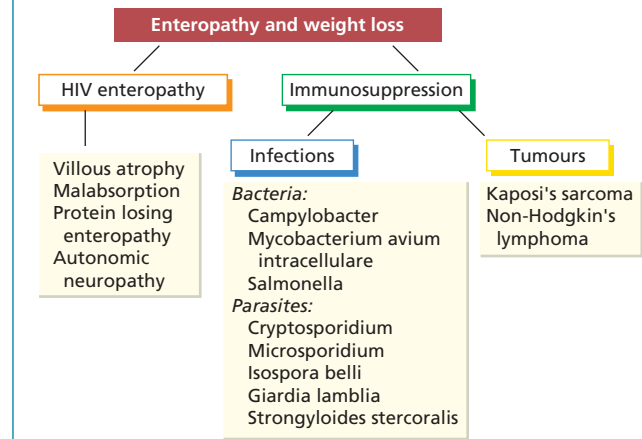 Enteropathy and weight loss
HIV enteropathy
Immunosuppression
Villous atrophy
Malabsorption
Protein losing
enteropathy
Autonomic
neuropathy
Infections
Bacteria:
Campylobacter
Mycobacterium avium
intracellulare
Salmonella
Parasites:
Cryptosporidium
Microsporidium
Isospora belli
Giardia lamblia
Strongyloides stercoralis
Tumours
Kaposi's sarcoma
Non-Hodgkin's
lymphoma